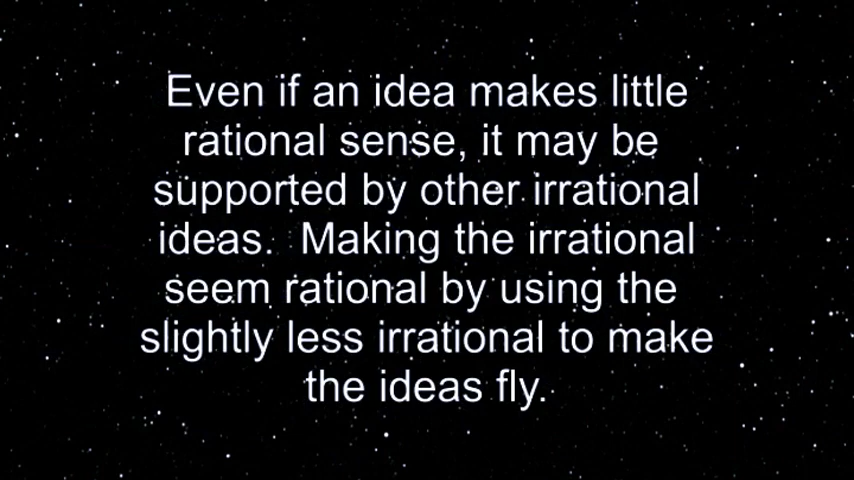 Even if an idea makes little
rational sense, it may be
supported by other irrational
ideas.  Making the irrational
seem rational by using the
slightly less irrational to make
the ideas fly.